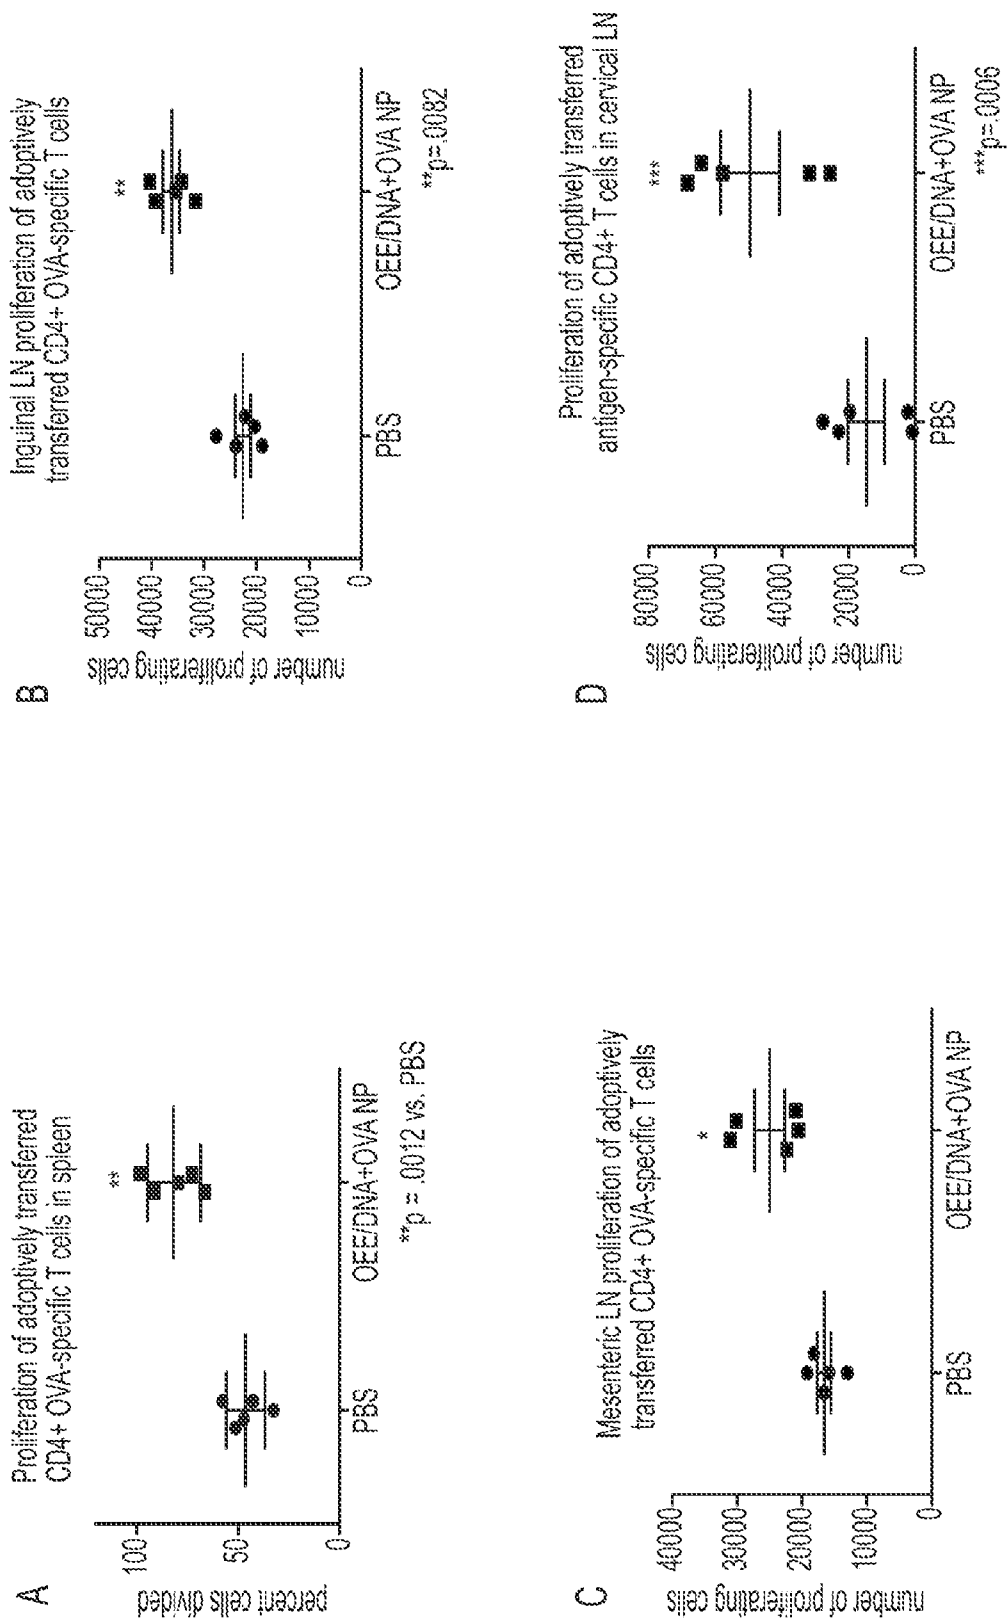 A
Proliferation of adoptively transferred
CD4+ OVA-specific T cells in spleen
**
percent cells divided
100
50
0
PBS
OEE/DNA+OVA NP
**p = .0012 vs. PBS
B
Inguinal LN proliferation of adoptively
transferred CD4+ OVA-specific T cells
**
number of proliferating cells
50000
40000
30000
20000
10000
0
PBS
OEE/DNA+OVA NP
**p=.0082
C
Mesenteric LN proliferation of adoptively
transferred CD4+ OVA-specific T cells
*
number of proliferating cells
40000
30000
20000
10000
0
PBS
OEE/DNA+OVA NP
D
Proliferation of adoptively transferred
antigen-specific CD4+ T cells in cervical LN
***
number of proliferating cells
80000
60000
40000
20000
0
PBS
OEE/DNA+OVA NP
***p=.0006